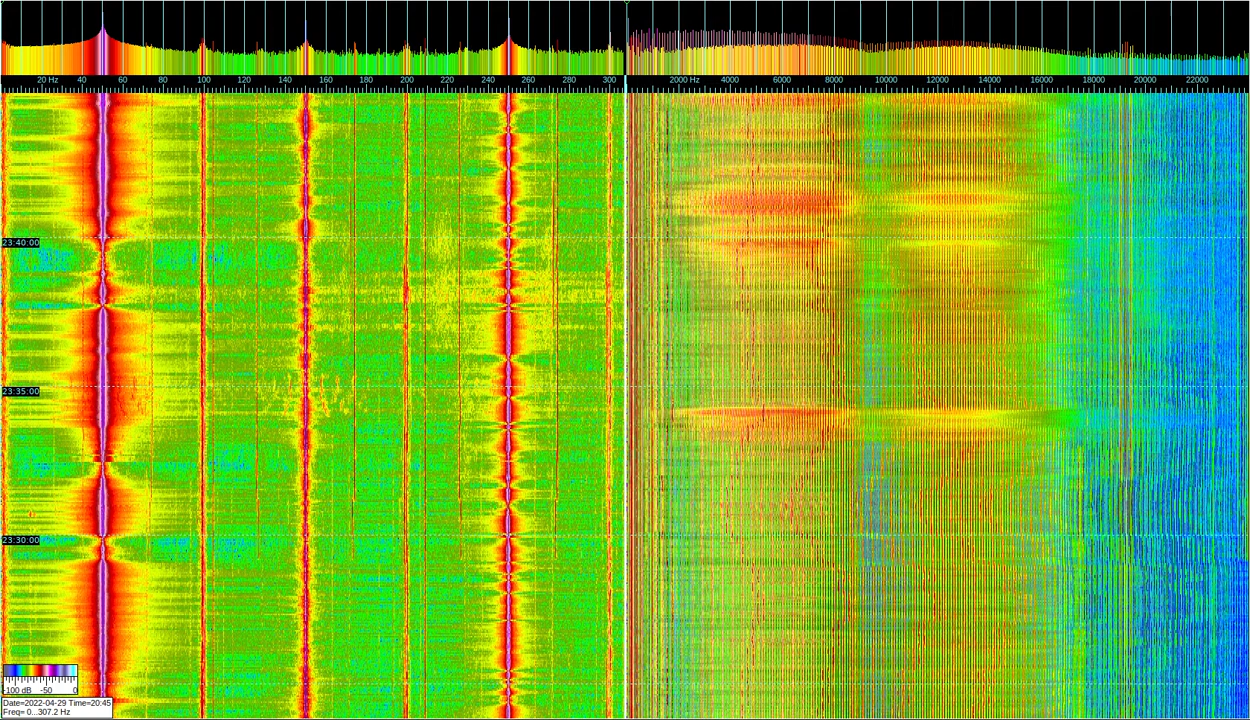 20 Hz 40 60 80 100 120 140 160 180 200 220 240 260 280 300 2000 Hz 4000 6000 8000 10000 12000 14000 16000 18000 20000 22000
23:40:00
23:35:00
23:30:00
-100 dB -50 0
Date=2022-04-29 Time=20:45
Freq= 0...307.2 Hz